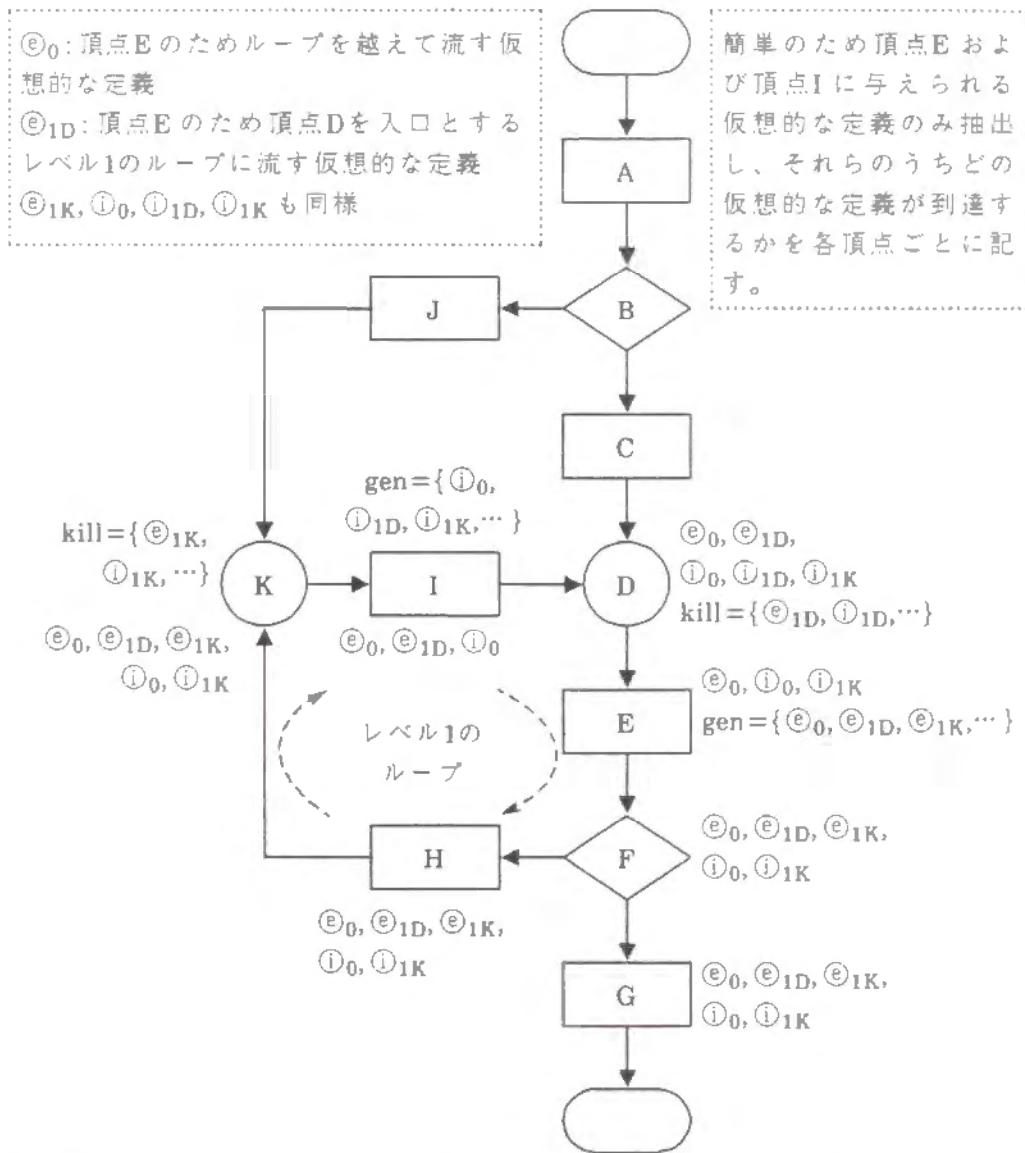 ⓔ0: 頂点Eのためループを越えて流す仮
想的な定義
ⓔ1D: 頂点Eのため頂点Dを入口とする
レベル1のループに流す仮想的な定義
ⓔ1K, ⓘ0, ⓘ1D, ⓘ1K も同様
簡単のため頂点Eおよ
び頂点Iに与えられる
仮想的な定義のみ抽出
し、それらのうちどの
仮想的な定義が到達す
るかを各頂点ごとに記
す。
A
J
B
C
gen={ⓘ0,
ⓘ1D, ⓘ1K, … }
kill={ⓔ1K,
ⓘ1K, …}
K
I
D
ⓔ0, ⓔ1D,
ⓘ0, ⓘ1D, ⓘ1K
kill={ⓔ1D, ⓘ1D, … }
ⓔ0, ⓔ1D, ⓔ1K,
ⓘ0, ⓘ1K
ⓔ0, ⓔ1D, ⓘ0
E
ⓔ0, ⓘ0, ⓘ1K
gen={ⓔ0, ⓔ1D, ⓔ1K, … }
レベル1の
ループ
H
F
ⓔ0, ⓔ1D, ⓔ1K,
ⓘ0, ⓘ1K
ⓔ0, ⓔ1D, ⓔ1K,
ⓘ0, ⓘ1K
G
ⓔ0, ⓔ1D, ⓔ1K,
ⓘ0, ⓘ1K